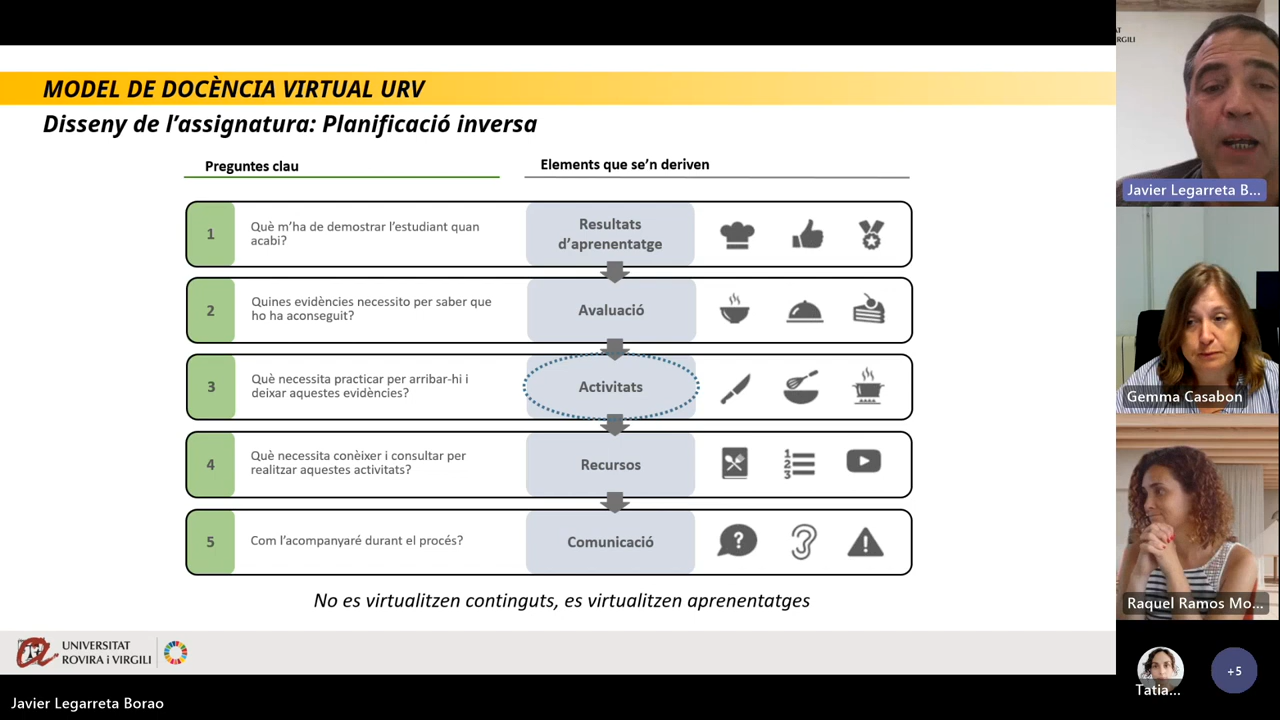 MODEL DE DOCÈNCIA VIRTUAL URV
Disseny de l’assignatura: Planificació inversa
Preguntes clau
Elements que se’n deriven
1
Què m’ha de demostrar l’estudiant quan
acabi?
Resultats
d’aprenentatge
2
Quines evidències necessito per saber que
ho ha aconseguit?
Avaluació
3
Què necessita practicar per arribar-hi i
deixar aquestes evidències?
Activitats
4
Què necessita conèixer i consultar per
realitzar aquestes activitats?
Recursos
1
2
3
5
Com l’acompanyaré durant el procés?
Comunicació
?
No es virtualitzen continguts, es virtualitzen aprenentatges
UNIVERSITAT
ROVIRA i VIRGILI
Javier Legarreta Borao
Javier Legarreta B...
Gemma Casabon
Raquel Ramos Mo...
Tatia...
+5